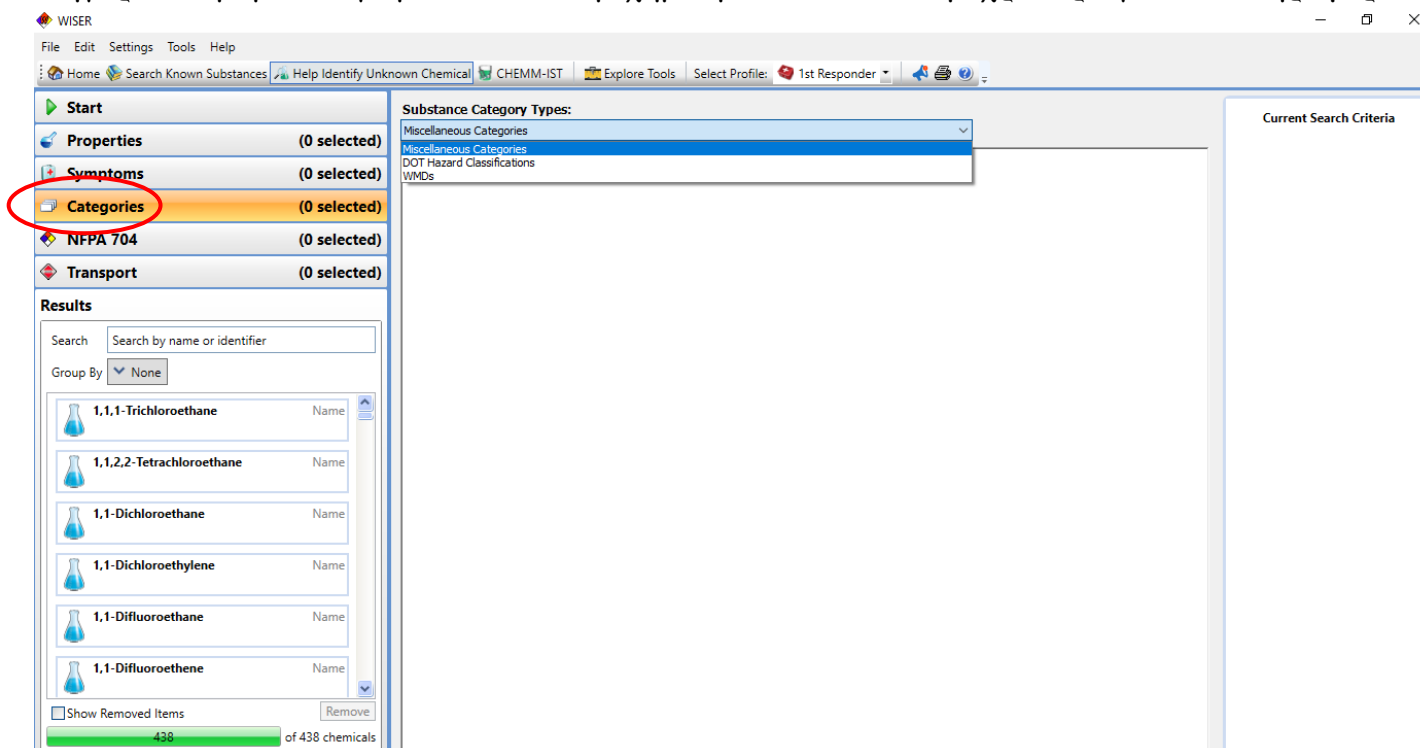 WISER
File Edit Settings Tools Help
Home Search Known Substances Help Identify Unknown Chemical CHEMM-IST Explore Tools Select Profile: 1st Responder
Start
Properties (0 selected)
Symptoms (0 selected)
Categories (0 selected)
NFPA 704 (0 selected)
Transport (0 selected)
Results
Search Search by name or identifier
Group By None
1,1,1-Trichloroethane Name
1,1,2,2-Tetrachloroethane Name
1,1-Dichloroethane Name
1,1-Dichloroethylene Name
1,1-Difluoroethane Name
1,1-Difluoroethene Name
Show Removed Items Remove
438 of 438 chemicals
Substance Category Types:
Miscellaneous Categories
Miscellaneous Categories
DOT Hazard Classifications
WMDs
Current Search Criteria